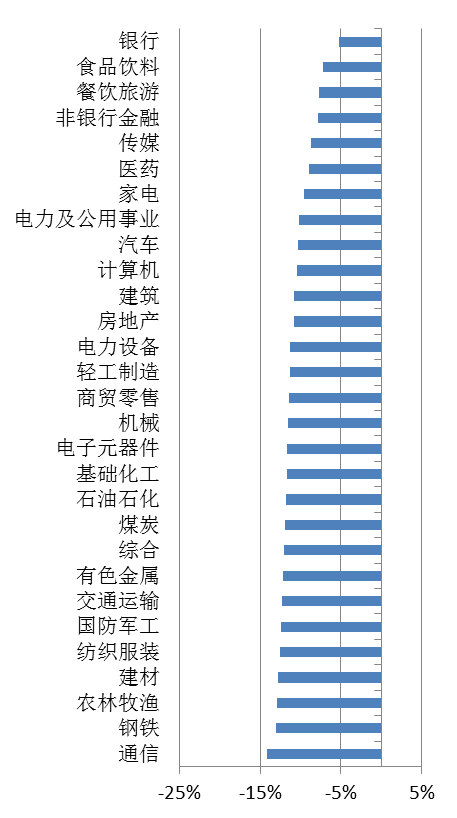 银行
食品饮料
餐饮旅游
非银行金融
传媒
医药
家电
电力及公用事业
汽车
计算机
建筑
房地产
电力设备
轻工制造
商贸零售
机械
电子元器件
基础化工
石油石化
煤炭
综合
有色金属
交通运输
国防军工
纺织服装
建材
农林牧渔
钢铁
通信
-25% -15% -5% 5%